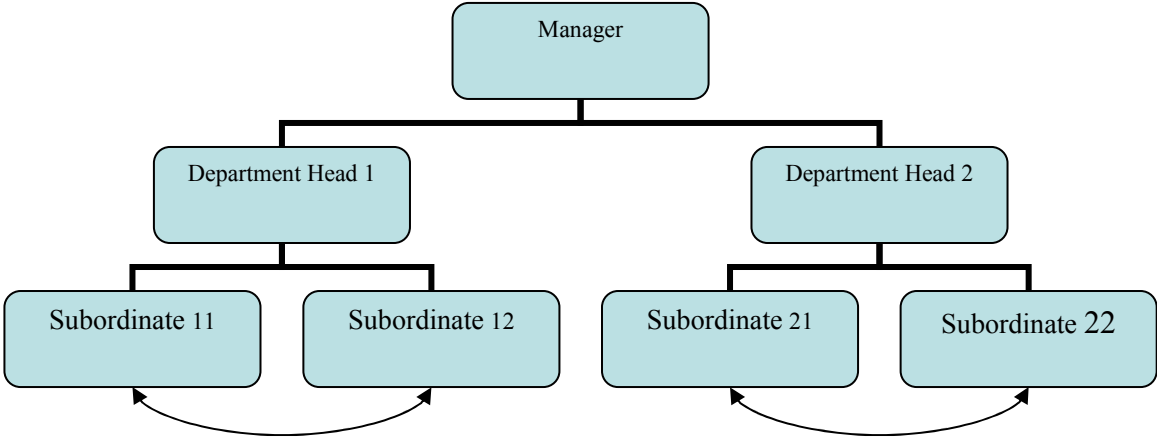 Manager
Department Head 1
Department Head 2
Subordinate 11
Subordinate 12
Subordinate 21
Subordinate 22